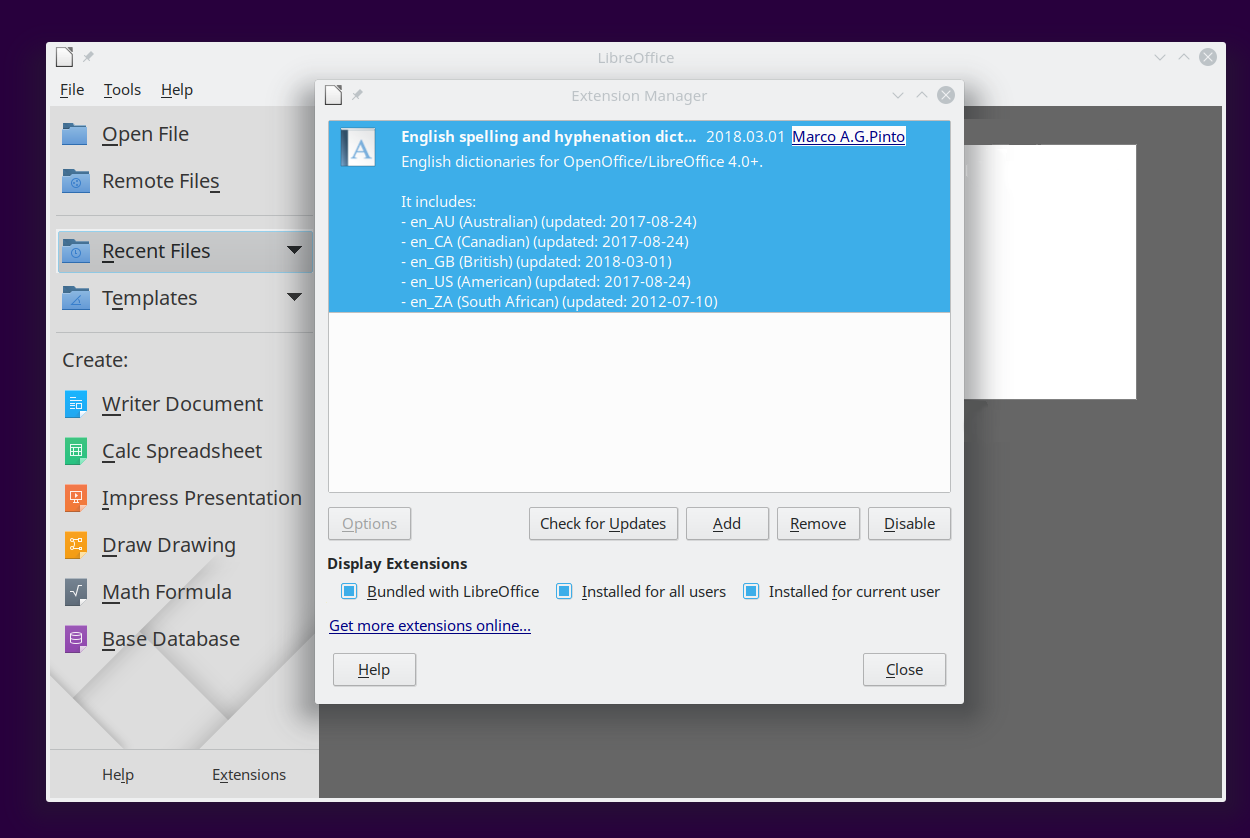 LibreOffice
File Tools Help
Open File
Remote Files
Recent Files
Templates
Create:
Writer Document
Calc Spreadsheet
Impress Presentation
Draw Drawing
Math Formula
Base Database
Help Extensions
Extension Manager
English spelling and hyphenation dict... 2018.03.01 Marco A.G.Pinto
English dictionaries for OpenOffice/LibreOffice 4.0+.
It includes:
- en_AU (Australian) (updated: 2017-08-24)
- en_CA (Canadian) (updated: 2017-08-24)
- en_GB (British) (updated: 2018-03-01)
- en_US (American) (updated: 2017-08-24)
- en_ZA (South African) (updated: 2012-07-10)
Options Check for Updates Add Remove Disable
Display Extensions
Bundled with LibreOffice Installed for all users Installed for current user
Get more extensions online...
Help Close